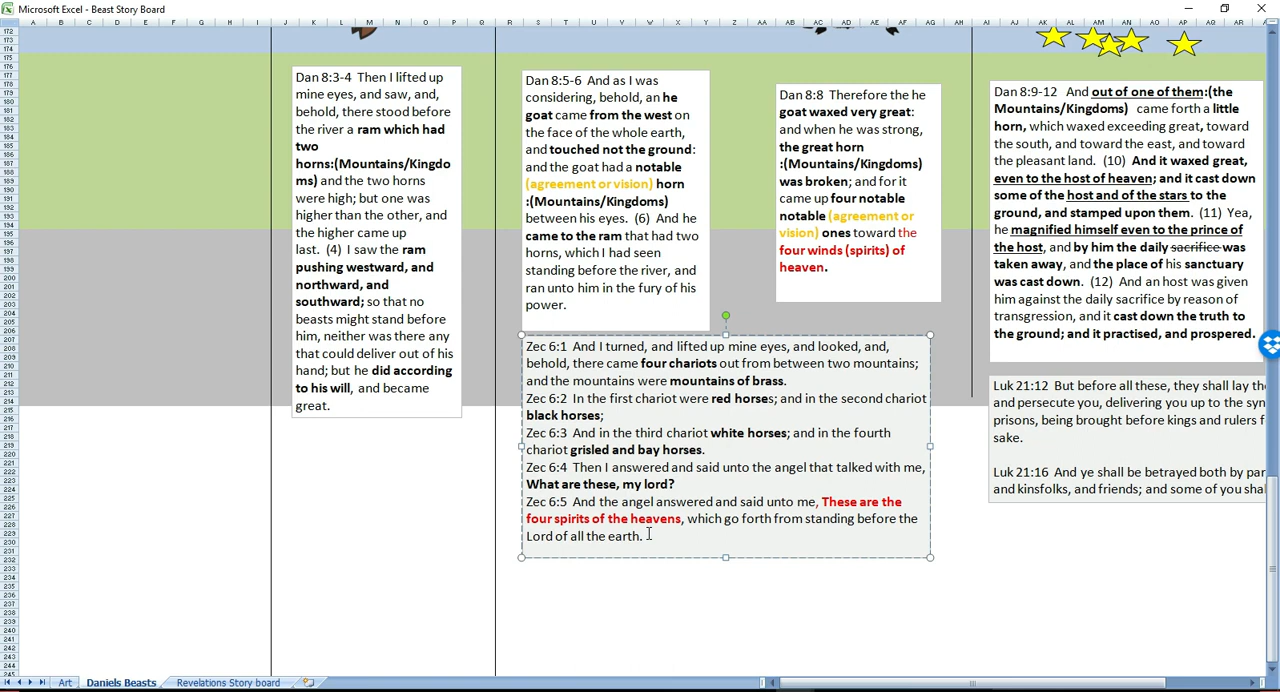 Microsoft Excel - Beast Story Board
J K L M N O P Q R S T U V W X Y Z AA AB AC AD AE AF AG AH AI AJ AK AL AM AN AO AP AQ AR
Dan 8:3-4 Then I lifted up
mine eyes, and saw, and,
behold, there stood before
the river a ram which had
two
horns:(Mountains/Kingdo
ms) and the two horns
were high; but one was
higher than the other, and
the higher came up
last. (4) I saw the ram
pushing westward, and
northward, and
southward; so that no
beasts might stand before
him, neither was there any
that could deliver out of his
hand; but he did according
to his will, and became
great.
Dan 8:5-6 And as I was
considering, behold, an he
goat came from the west on
the face of the whole earth,
and touched not the ground:
and the goat had a notable
(agreement or vision) horn
:(Mountains/Kingdoms)
between his eyes. (6) And he
came to the ram that had two
horns, which I had seen
standing before the river, and
ran unto him in the fury of his
power.
Dan 8:8 Therefore the he
goat waxed very great:
and when he was strong,
the great horn
:(Mountains/Kingdoms)
was broken; and for it
came up four notable
notable (agreement or
vision) ones toward the
four winds (spirits) of
heaven.
Dan 8:9-12 And out of one of them:(the
Mountains/Kingdoms) came forth a little
horn, which waxed exceeding great, toward
the south, and toward the east, and toward
the pleasant land. (10) And it waxed great,
even to the host of heaven; and it cast down
some of the host and of the stars to the
ground, and stamped upon them. (11) Yea,
he magnified himself even to the prince of
the host, and by him the daily sacrifice was
taken away, and the place of his sanctuary
was cast down. (12) And an host was given
him against the daily sacrifice by reason of
transgression, and it cast down the truth to
the ground; and it practised, and prospered.
Zec 6:1 And I turned, and lifted up mine eyes, and looked, and,
behold, there came four chariots out from between two mountains;
and the mountains were mountains of brass.
Zec 6:2 In the first chariot were red horses; and in the second chariot
black horses;
Zec 6:3 And in the third chariot white horses; and in the fourth
chariot grisled and bay horses.
Zec 6:4 Then I answered and said unto the angel that talked with me,
What are these, my lord?
Zec 6:5 And the angel answered and said unto me, These are the
four spirits of the heavens, which go forth from standing before the
Lord of all the earth.
Luk 21:12 But before all these, they shall lay the
and persecute you, delivering you up to the syn
prisons, being brought before kings and rulers f
sake.
Luk 21:16 And ye shall be betrayed both by par
and kinsfolks, and friends; and some of you sha
Art Daniels Beasts Revelations Story board